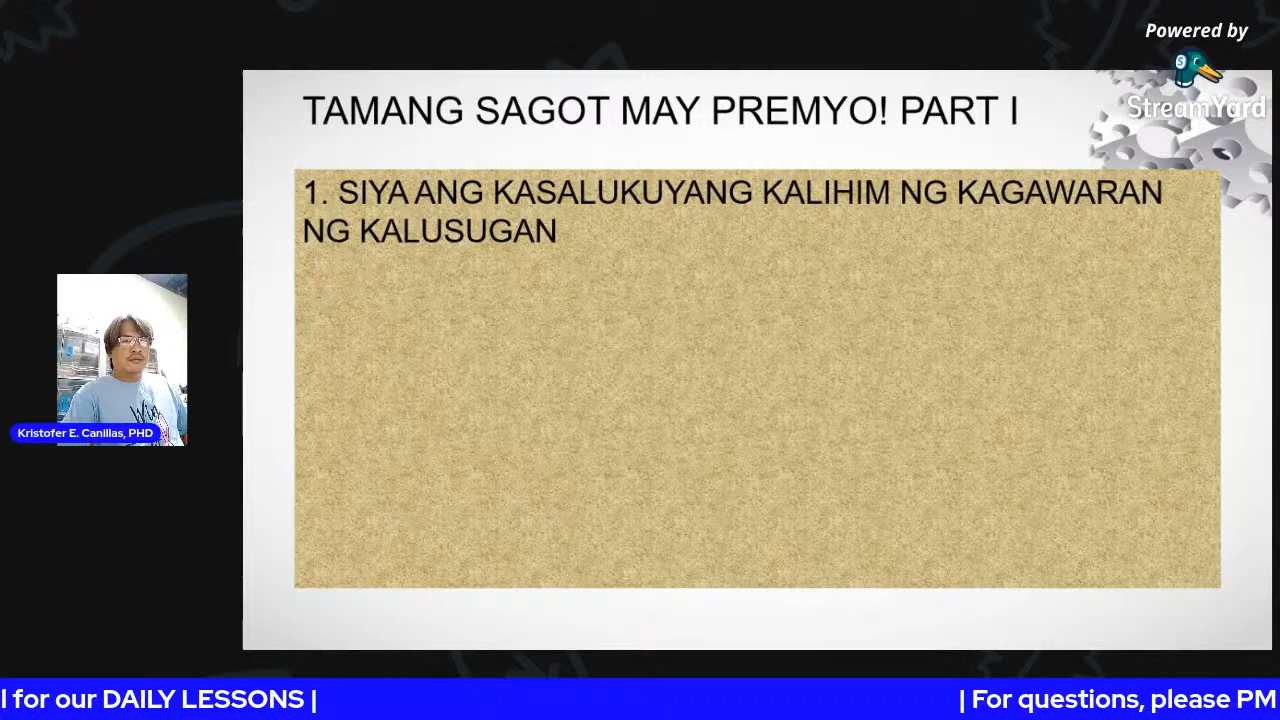 Powered by
StreamYard
TAMANG SAGOT MAY PREMYO! PART I
1. SIYA ANG KASALUKUYANG KALIHIM NG KAGAWARAN
NG KALUSUGAN
Kristofer E. Canillas, PHD
l for our DAILY LESSONS | | For questions, please PM